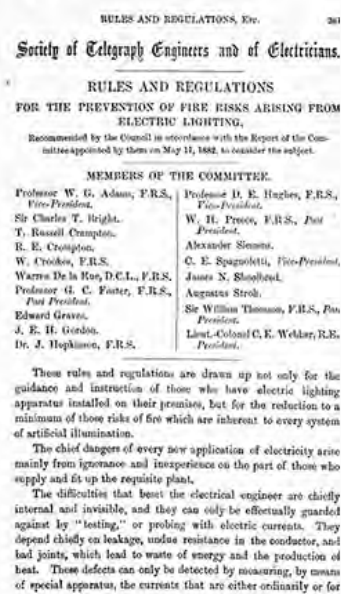 RULES AND REGULATIONS, Etc.
Society of Telegraph Engineers and of Electricians.
RULES AND REGULATIONS
FOR THE PREVENTION OF FIRE RISKS ARISING FROM
ELECTRIC LIGHTING,
Recommended by the Council in accordance with the Report of the Com-
mittee appointed by them on May 11, 1882, to consider the subject.
MEMBERS OF THE COMMITTEE.
Professor W. G. Adams, F.R.S.,
Vice-President.
Sir Charles T. Bright.
T. Russell Crampton.
R. E. Crompton.
W. Crookes, F.R.S.
Warren De la Rue, D.C.L., F.R.S.
Professor G. C. Foster, F.R.S.,
Past President.
Edward Graves.
J. E. H. Gordon.
Dr. J. Hopkinson, F.R.S.
Professor D. E. Hughes, F.R.S.,
Vice-President.
W. H. Preece, F.R.S., Past
President.
Alexander Siemens.
C. E. Spagnoletti, Vice-President.
James N. Shoolbred.
Augustus Stroh.
Sir William Thomson, F.R.S., Past
President.
Lieut.-Colonel C. E. Webber, R.E.
President.
These rules and regulations are drawn up not only for the
guidance and instruction of those who have electric lighting
apparatus installed on their premises, but for the reduction to a
minimum of those risks of fire which are inherent to every system
of artificial illumination.
The chief dangers of every new application of electricity arise
mainly from ignorance and inexperience on the part of those who
supply and fit up the requisite plant.
The difficulties that beset the electrical engineer are chiefly
internal and invisible, and they can only be effectually guarded
against by "testing," or probing with electric currents. They
depend chiefly on leakage, undue resistance in the conductor, and
bad joints, which lead to waste of energy and the production of
heat. These defects can only be detected by measuring, by means
of special apparatus, the currents that are either ordinarily or for